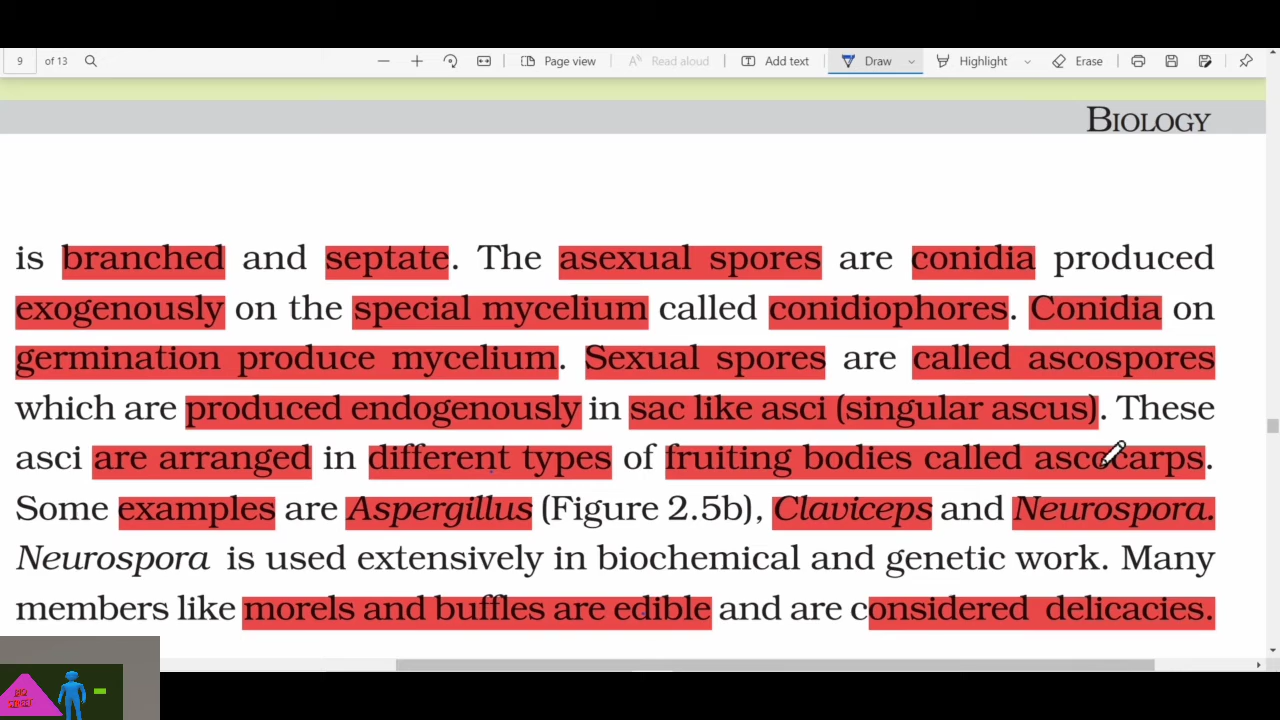 9 of 13 Page view Read aloud Add text Draw Highlight Erase
BIOLOGY
is branched and septate. The asexual spores are conidia produced
exogenously on the special mycelium called conidiophores. Conidia on
germination produce mycelium. Sexual spores are called ascospores
which are produced endogenously in sac like asci (singular ascus). These
asci are arranged in different types of fruiting bodies called ascocarps.
Some examples are Aspergillus (Figure 2.5b), Claviceps and Neurospora.
Neurospora is used extensively in biochemical and genetic work. Many
members like morels and buffles are edible and are considered delicacies.